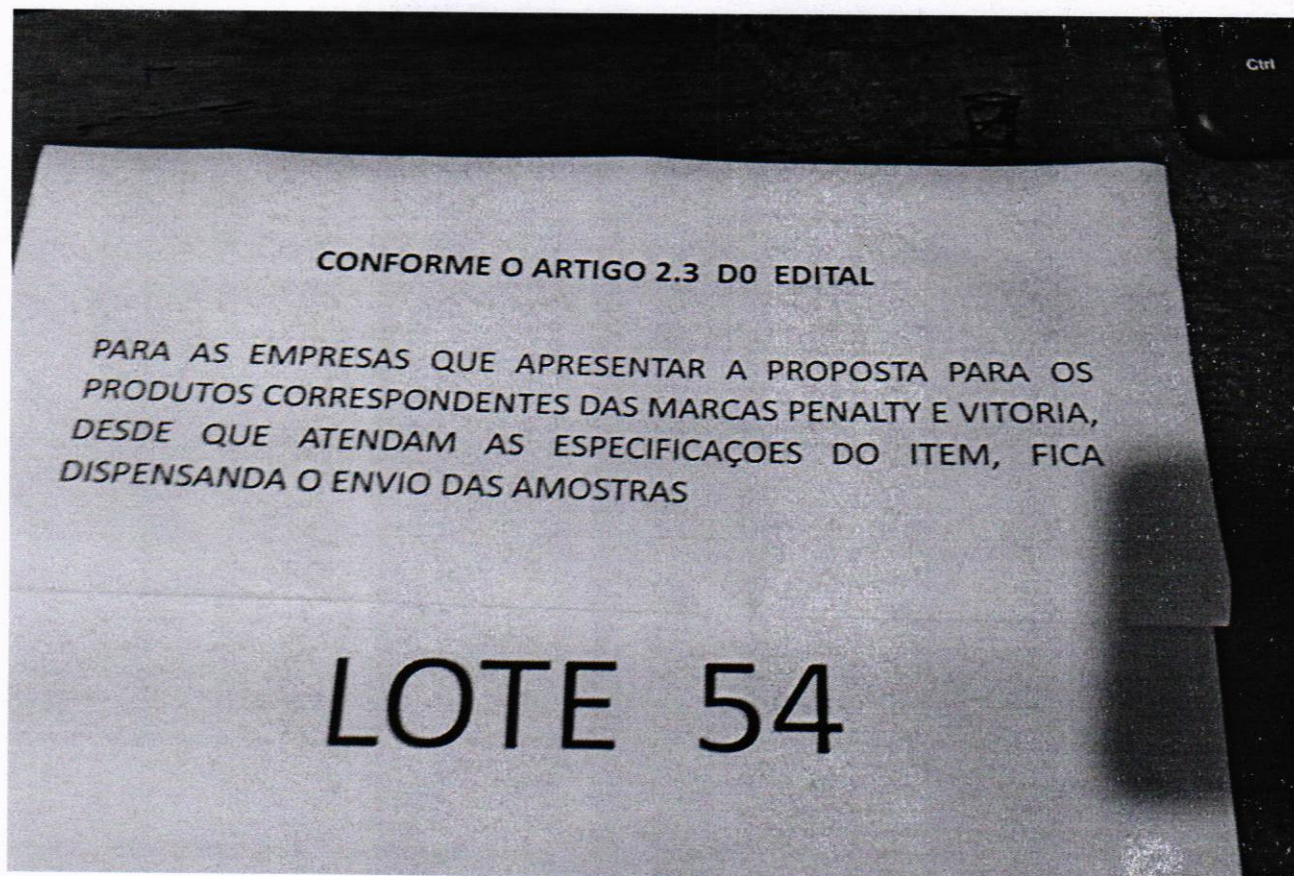 Ctrl
CONFORME O ARTIGO 2.3 D0 EDITAL
PARA AS EMPRESAS QUE APRESENTAR A PROPOSTA PARA OS
PRODUTOS CORRESPONDENTES DAS MARCAS PENALTY E VITORIA,
DESDE QUE ATENDAM AS ESPECIFICAÇOES DO ITEM, FICA
DISPENSANDA O ENVIO DAS AMOSTRAS
LOTE 54